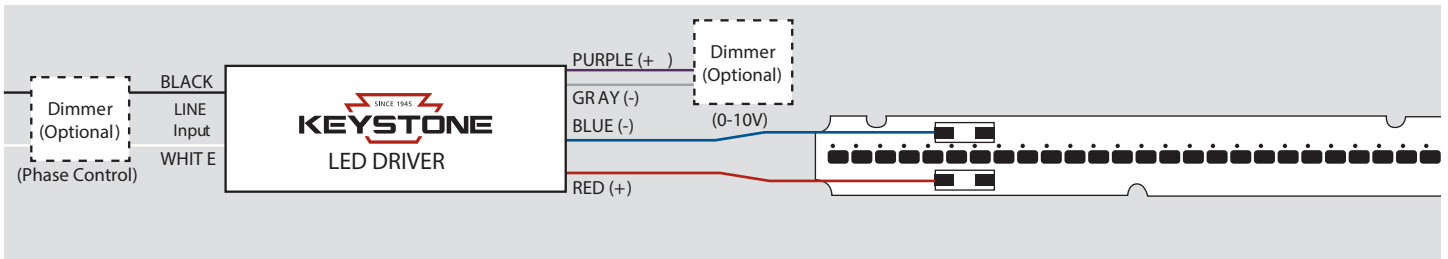 Dimmer
(Optional)
(Phase Control)
BLACK
LINE
Input
WHIT E
SINCE 1945
KEYSTONE
LED DRIVER
PURPLE (+ )
GR AY (-)
BLUE (-)
RED (+)
Dimmer
(Optional)
(0-10V)